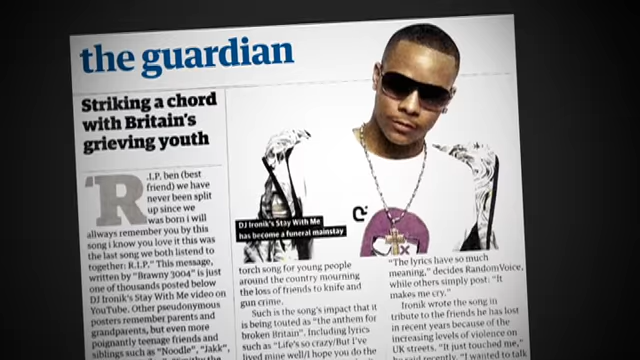 the guardian
Striking a chord
with Britain's
grieving youth
'R
.I.P. ben (best
friend) we have
never been split
up since we
was born i will
allways remember you by this
song i know you love it this was
the last song we both listend to
together: R.I.P." This message,
written by "Brawny 3004" is just
one of thousands posted below
DJ Ironik's Stay With Me video on
YouTube. Other pseudonymous
posters remember parents and
grandparents, but even more
poignantly teenage friends and
siblings such as "Noodle", "Jakk",
DJ Ironik's Stay With Me
has become a funeral mainstay
torch song for young people
around the country mourning
the loss of friends to knife and
gun crime.
Such is the song's impact that it
is being touted as "the anthem for
broken Britain". Including lyrics
such as "Life's so crazy/But I've
lived mine well/I hope you do the
"The lyrics have so much
meaning," decides RandomVoice,
while others simply post: "It
makes me cry."
Ironik wrote the song in
tribute to the friends he has lost
in recent years because of the
increasing levels of violence on
UK streets. "It just touched me,"
he said recently. "I wanted to talk